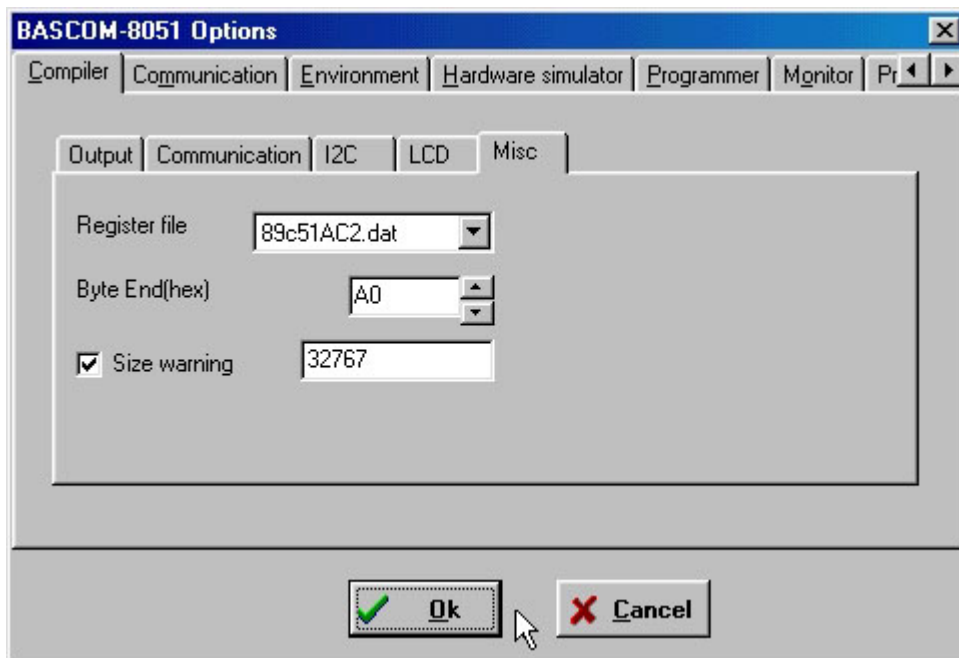 BASCOM-8051 Options
Compiler Communication Environment Hardware simulator Programmer Monitor Pr
Output Communication I2C LCD Misc
Register file 89c51AC2.dat
Byte End(hex) A0
Size warning 32767
Ok Cancel